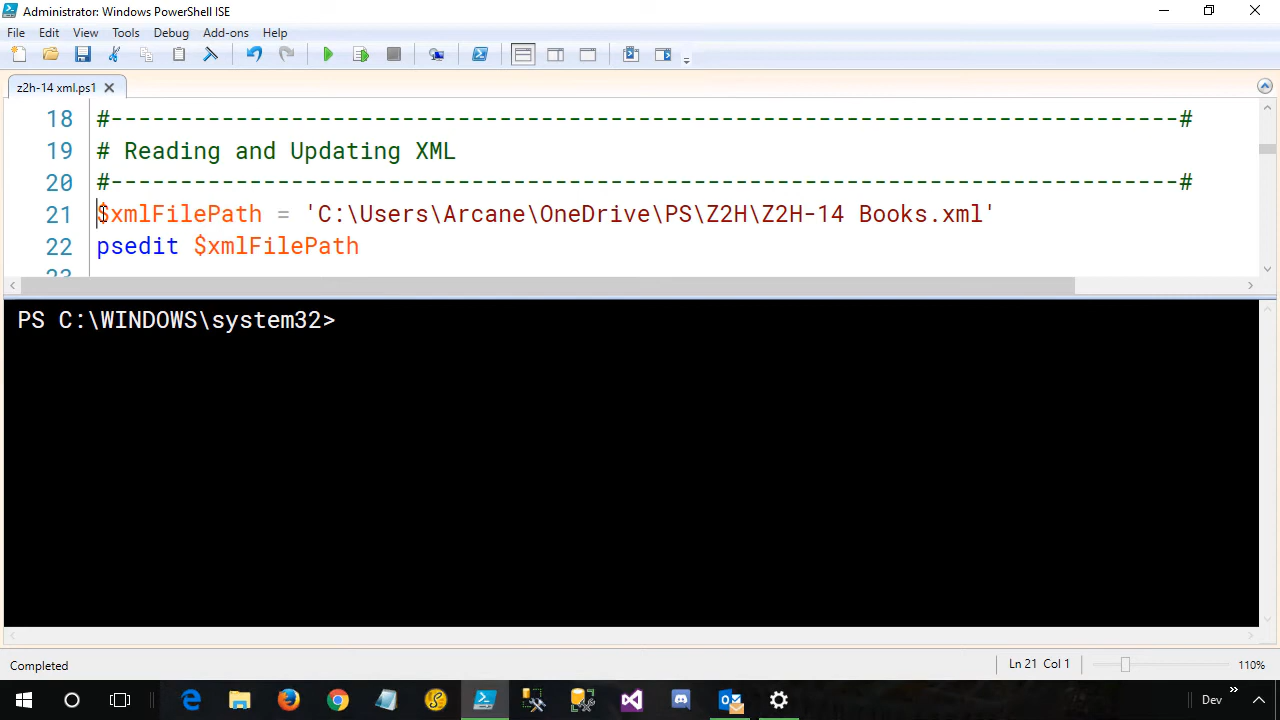 Administrator: Windows PowerShell ISE
File Edit View Tools Debug Add-ons Help
z2h-14 xml.ps1
18 #-----------------------------------------------------------------------------#
19 # Reading and Updating XML
20 #-----------------------------------------------------------------------------#
21 $xmlFilePath = 'C:\Users\Arcane\OneDrive\PS\Z2H\Z2H-14 Books.xml'
22 psedit $xmlFilePath
23
PS C:\WINDOWS\system32>
Completed
Ln 21 Col 1
110%
Dev